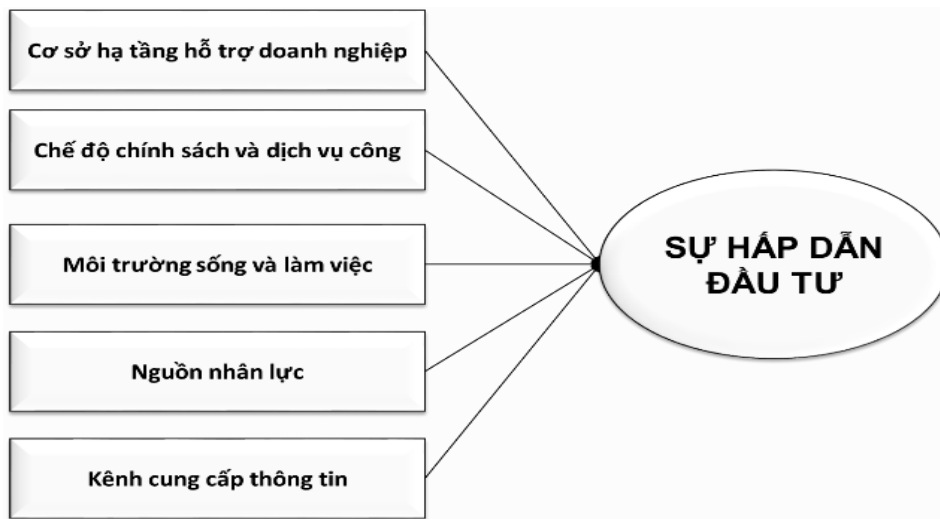 Cơ sở hạ tầng hỗ trợ doanh nghiệp
Chế độ chính sách và dịch vụ công
Môi trường sống và làm việc
Nguồn nhân lực
Kênh cung cấp thông tin
SỰ HẤP DẪN
ĐẦU TƯ